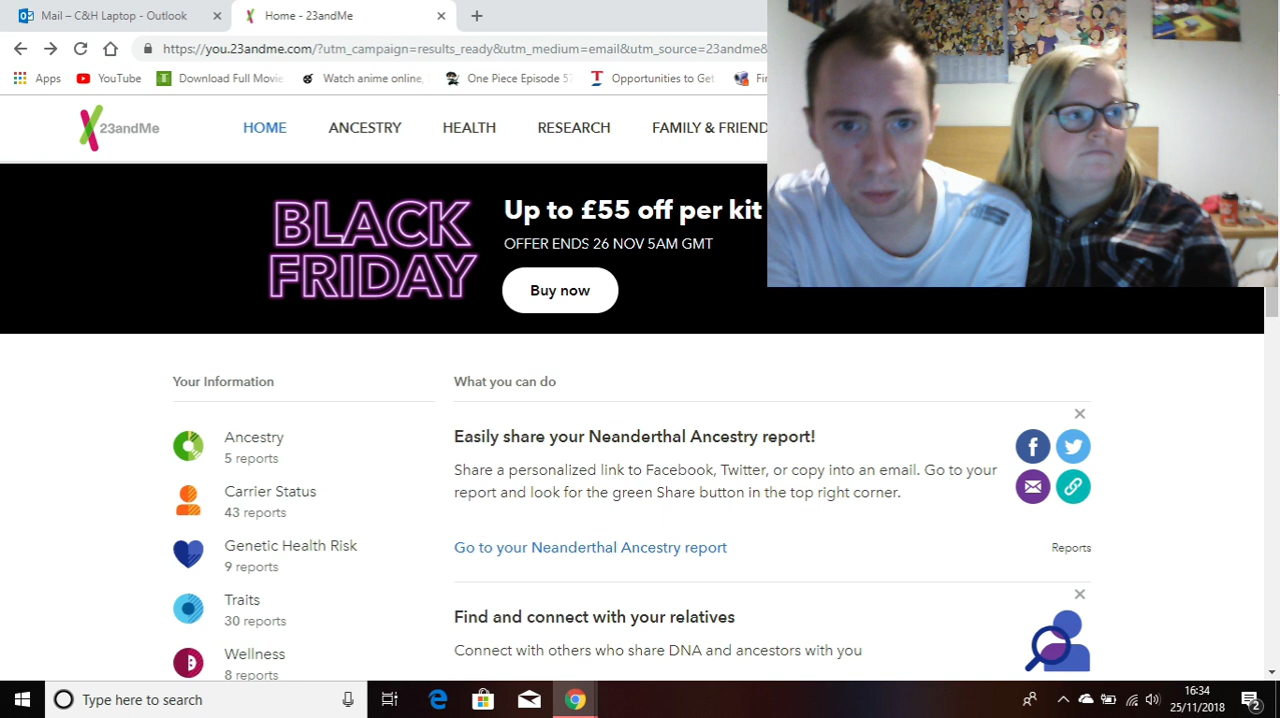 Mail – C&H Laptop - Outlook
Home - 23andMe
https://you.23andme.com/?utm_campaign=results_ready&utm_medium=email&utm_source=23andme&
Apps
YouTube
Download Full Movie
Watch anime online,
One Piece Episode 57
Opportunities to Get
Fir
23andMe
HOME
ANCESTRY
HEALTH
RESEARCH
FAMILY & FRIEND
BLACK
FRIDAY
Up to £55 off per kit
OFFER ENDS 26 NOV 5AM GMT
Buy now
Your Information
What you can do
Ancestry
5 reports
Carrier Status
43 reports
Genetic Health Risk
9 reports
Traits
30 reports
Wellness
8 reports
Easily share your Neanderthal Ancestry report!
Share a personalized link to Facebook, Twitter, or copy into an email. Go to your
report and look for the green Share button in the top right corner.
Go to your Neanderthal Ancestry report
Reports
Find and connect with your relatives
Connect with others who share DNA and ancestors with you
Type here to search
16:34
25/11/2018
2